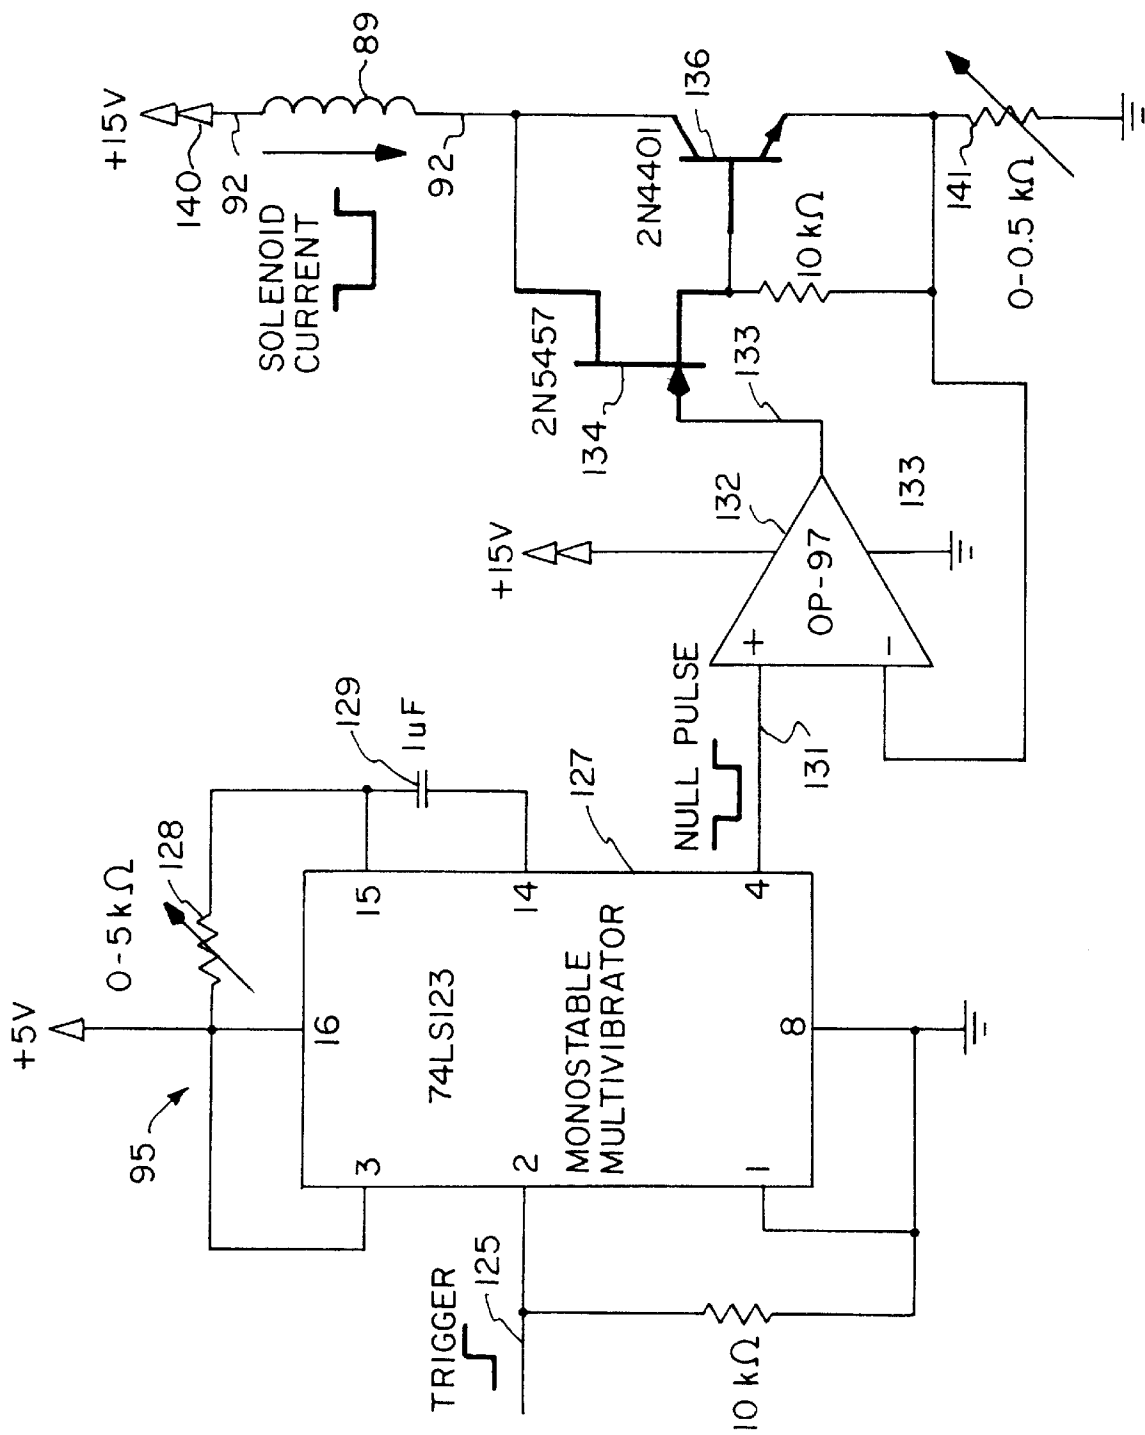 +5V
95
0-5kΩ
128
129
1uF
16
3
15
74LS123
2
14
MONOSTABLE
MULTIVIBRATOR
127
1
8
4
TRIGGER
125
10 kΩ
NULL PULSE
131
+15V
132
OP-97
+
-
133
133
+15V
140
92
89
SOLENOID
CURRENT
92
2N5457
134
2N4401
136
10 kΩ
141
0-0.5 kΩ